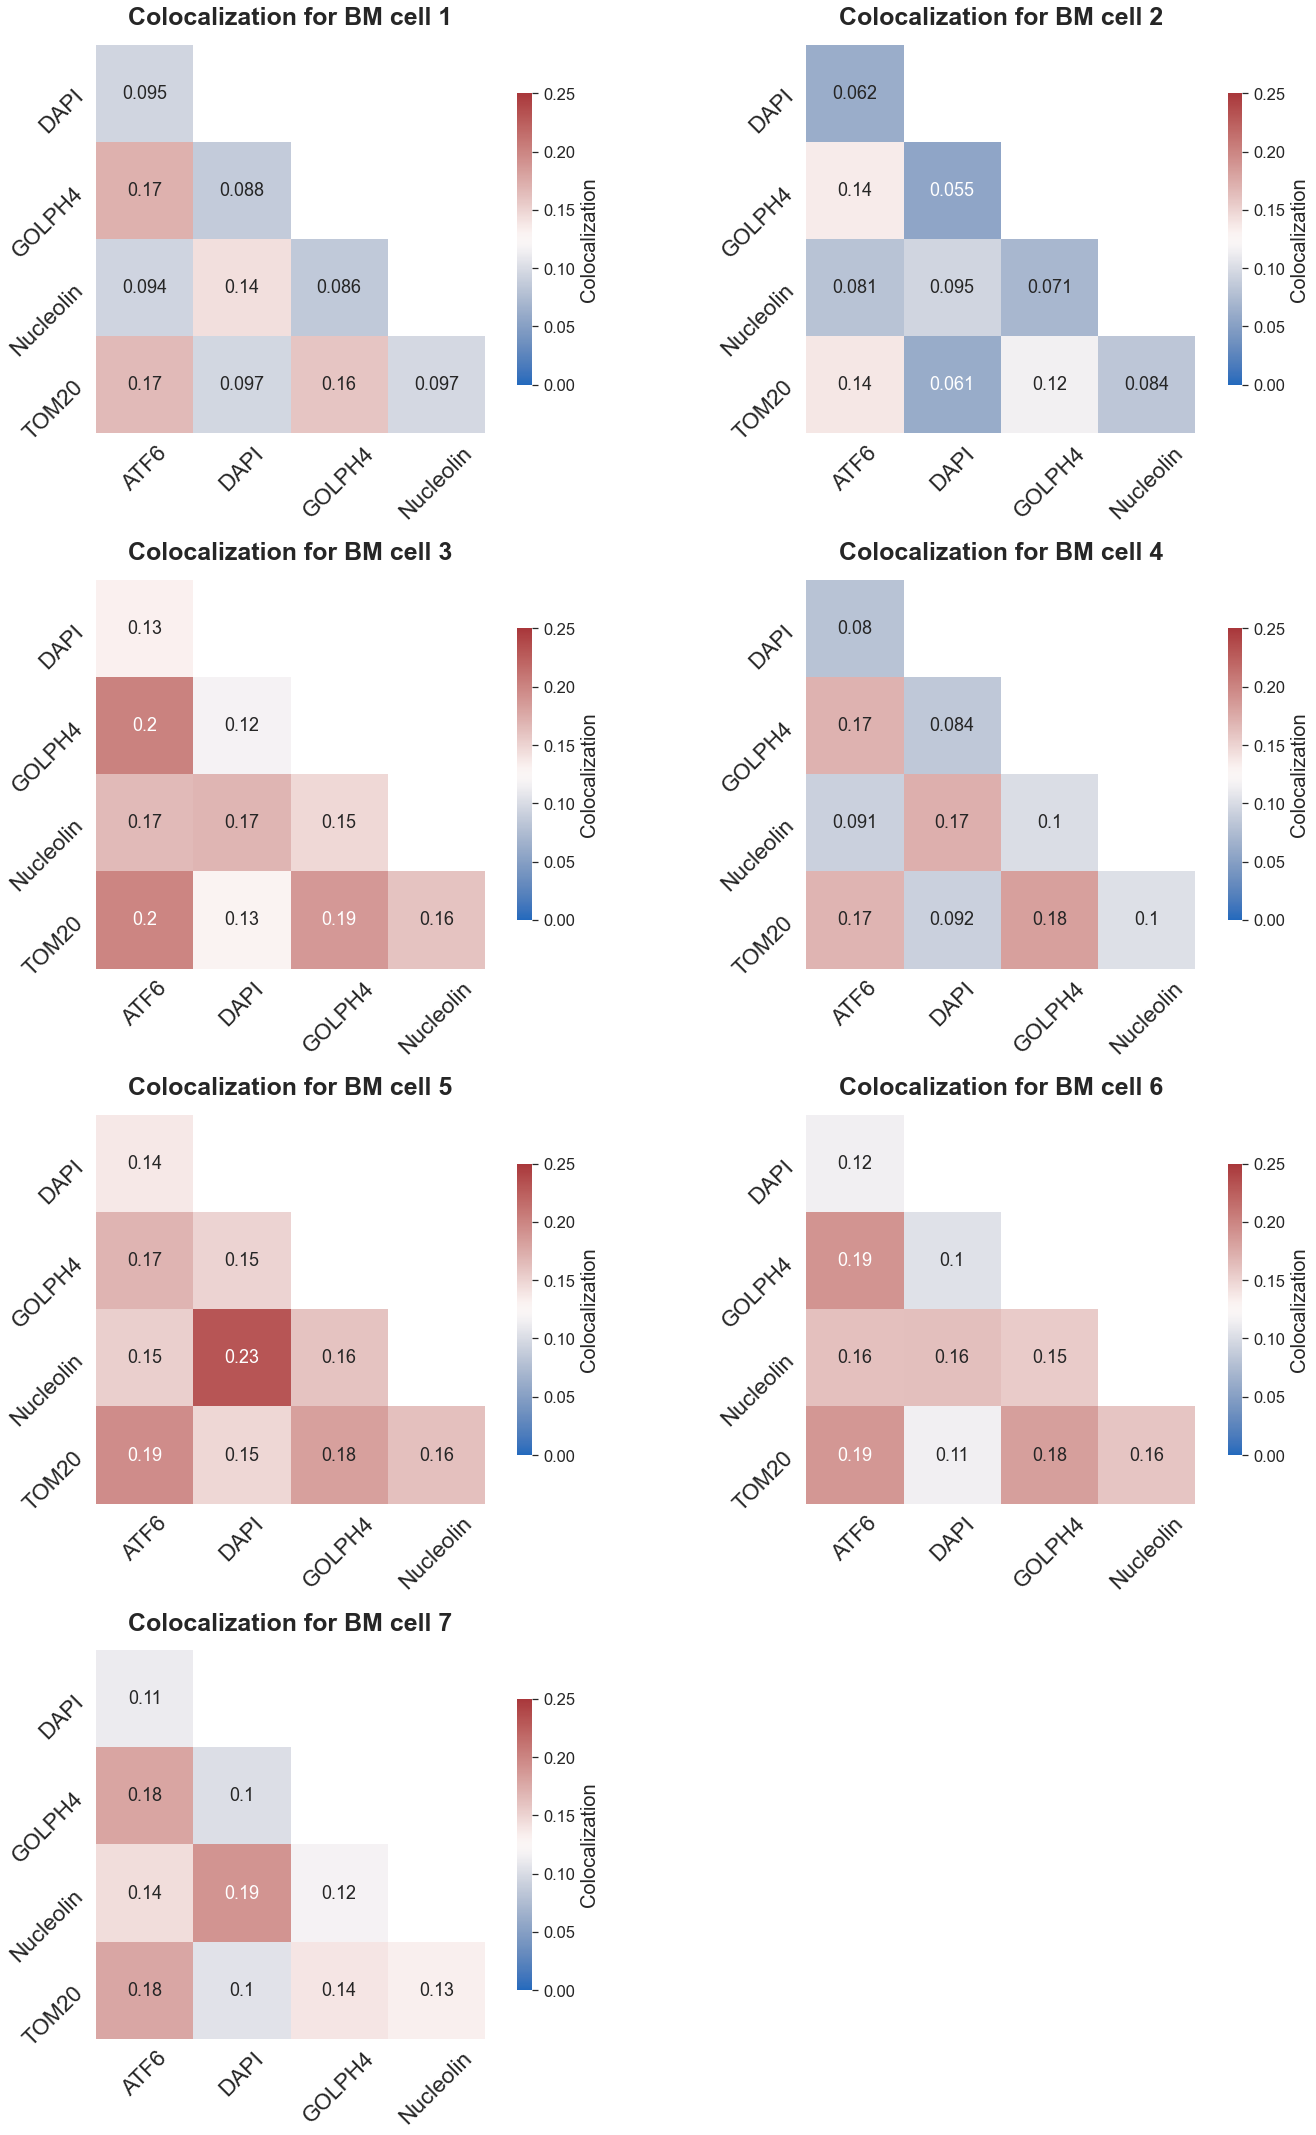 Colocalization for BM cell 1
DAPI 0.095
GOLPH4 0.17 0.088
Nucleolin 0.094 0.14 0.086
TOM20 0.17 0.097 0.16 0.097
ATF6 DAPI GOLPH4 Nucleolin
0.25
0.20
0.15
0.10
0.05
0.00
Colocalization
Colocalization for BM cell 2
DAPI 0.062
GOLPH4 0.14 0.055
Nucleolin 0.081 0.095 0.071
TOM20 0.14 0.061 0.12 0.084
ATF6 DAPI GOLPH4 Nucleolin
0.25
0.20
0.15
0.10
0.05
0.00
Colocalization
Colocalization for BM cell 3
DAPI 0.13
GOLPH4 0.2 0.12
Nucleolin 0.17 0.17 0.15
TOM20 0.2 0.13 0.19 0.16
ATF6 DAPI GOLPH4 Nucleolin
0.25
0.20
0.15
0.10
0.05
0.00
Colocalization
Colocalization for BM cell 4
DAPI 0.08
GOLPH4 0.17 0.084
Nucleolin 0.091 0.17 0.1
TOM20 0.17 0.092 0.18 0.1
ATF6 DAPI GOLPH4 Nucleolin
0.25
0.20
0.15
0.10
0.05
0.00
Colocalization
Colocalization for BM cell 5
DAPI 0.14
GOLPH4 0.17 0.15
Nucleolin 0.15 0.23 0.16
TOM20 0.19 0.15 0.18 0.16
ATF6 DAPI GOLPH4 Nucleolin
0.25
0.20
0.15
0.10
0.05
0.00
Colocalization
Colocalization for BM cell 6
DAPI 0.12
GOLPH4 0.19 0.1
Nucleolin 0.16 0.16 0.15
TOM20 0.19 0.11 0.18 0.16
ATF6 DAPI GOLPH4 Nucleolin
0.25
0.20
0.15
0.10
0.05
0.00
Colocalization
Colocalization for BM cell 7
DAPI 0.11
GOLPH4 0.18 0.1
Nucleolin 0.14 0.19 0.12
TOM20 0.18 0.1 0.14 0.13
ATF6 DAPI GOLPH4 Nucleolin
0.25
0.20
0.15
0.10
0.05
0.00
Colocalization